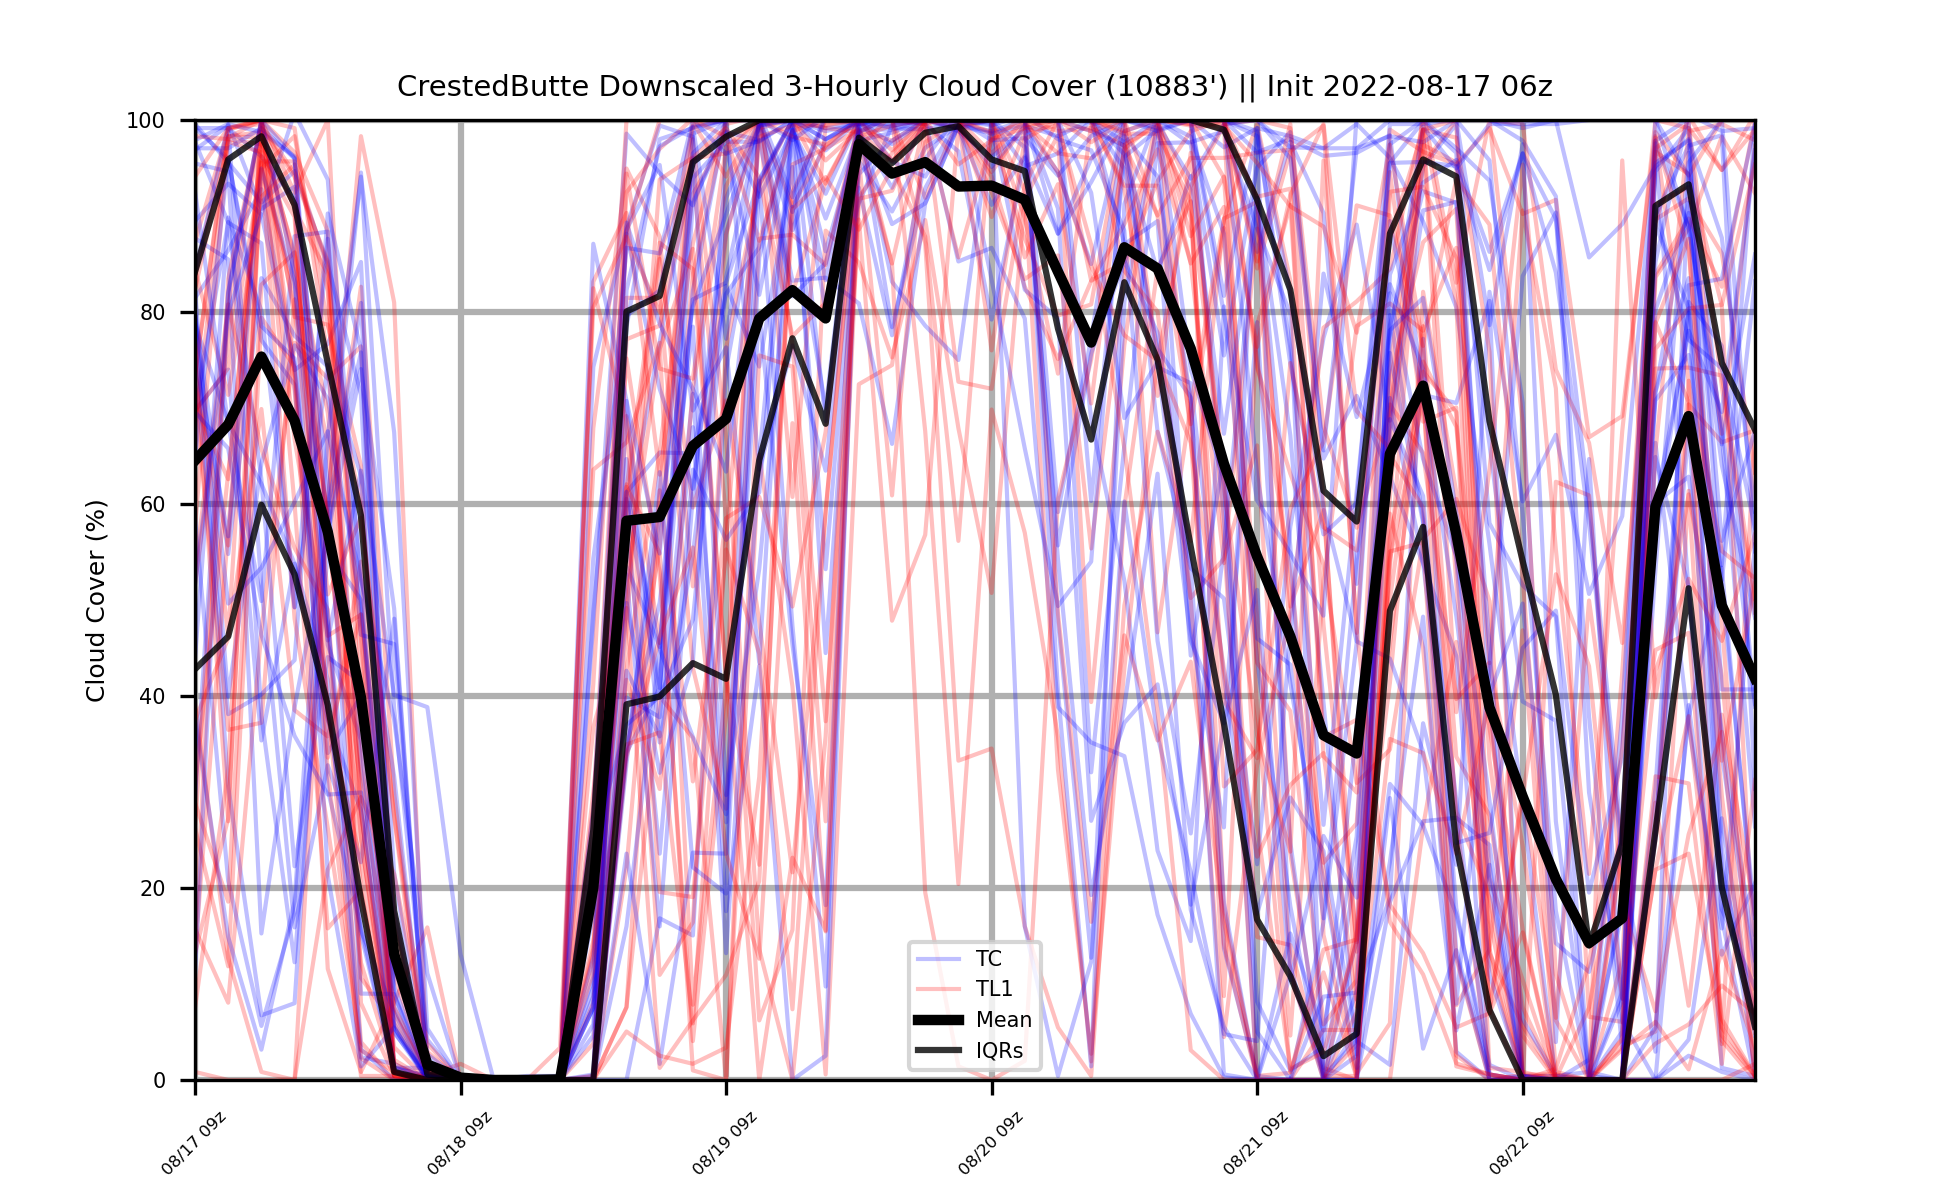 CrestedButte Downscaled 3-Hourly Cloud Cover (10883') || Init 2022-08-17 06z
Cloud Cover (%)
100
80
60
40
20
0
TC
TL1
Mean
IQRs
08/17 09z
08/18 09z
08/19 09z
08/20 09z
08/21 09z
08/22 09z